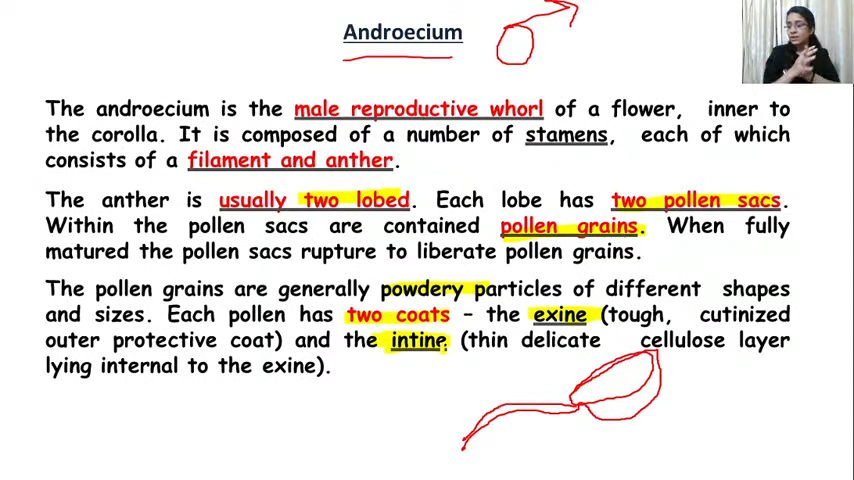 Androecium
The androecium is the male reproductive whorl of a flower, inner to
the corolla. It is composed of a number of stamens, each of which
consists of a filament and anther.
The anther is usually two lobed. Each lobe has two pollen sacs.
Within the pollen sacs are contained pollen grains. When fully
matured the pollen sacs rupture to liberate pollen grains.
The pollen grains are generally powdery particles of different shapes
and sizes. Each pollen has two coats – the exine (tough, cutinized
outer protective coat) and the intine (thin delicate cellulose layer
lying internal to the exine).